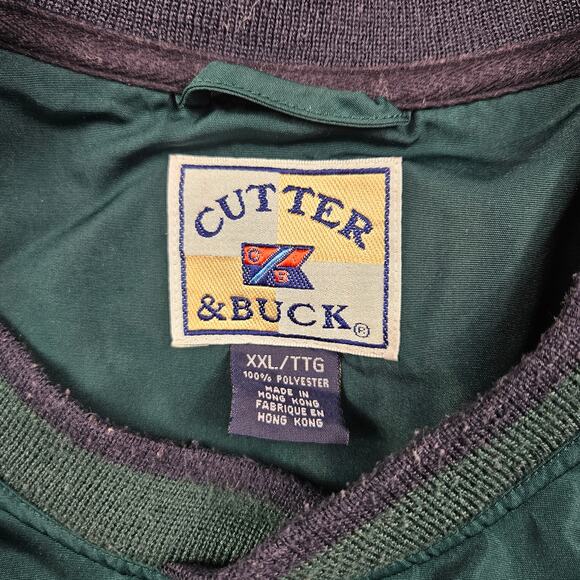 CUTTER
C B
&BUCK®
XXL/TTG
100% POLYESTER
MADE IN
HONG KONG
FABRIQUE EN
HONG KONG